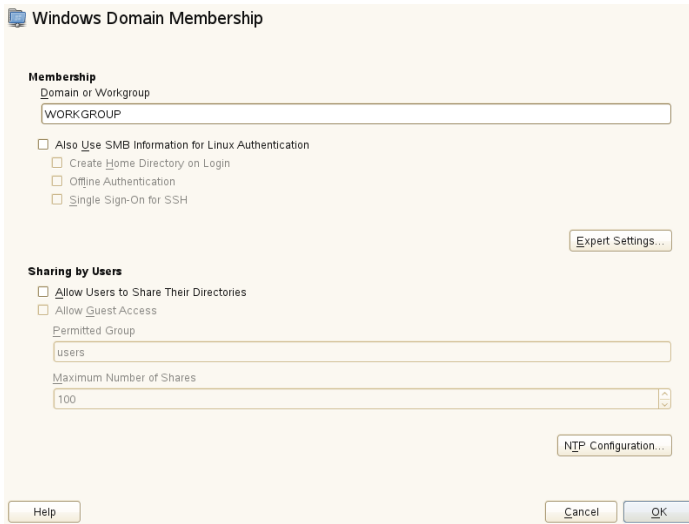 Windows Domain Membership
Membership
Domain or Workgroup
WORKGROUP
Also Use SMB Information for Linux Authentication
Create Home Directory on Login
Offline Authentication
Single Sign-On for SSH
Expert Settings...
Sharing by Users
Allow Users to Share Their Directories
Allow Guest Access
Permitted Group
users
Maximum Number of Shares
100
NTP Configuration...
Help
Cancel
OK